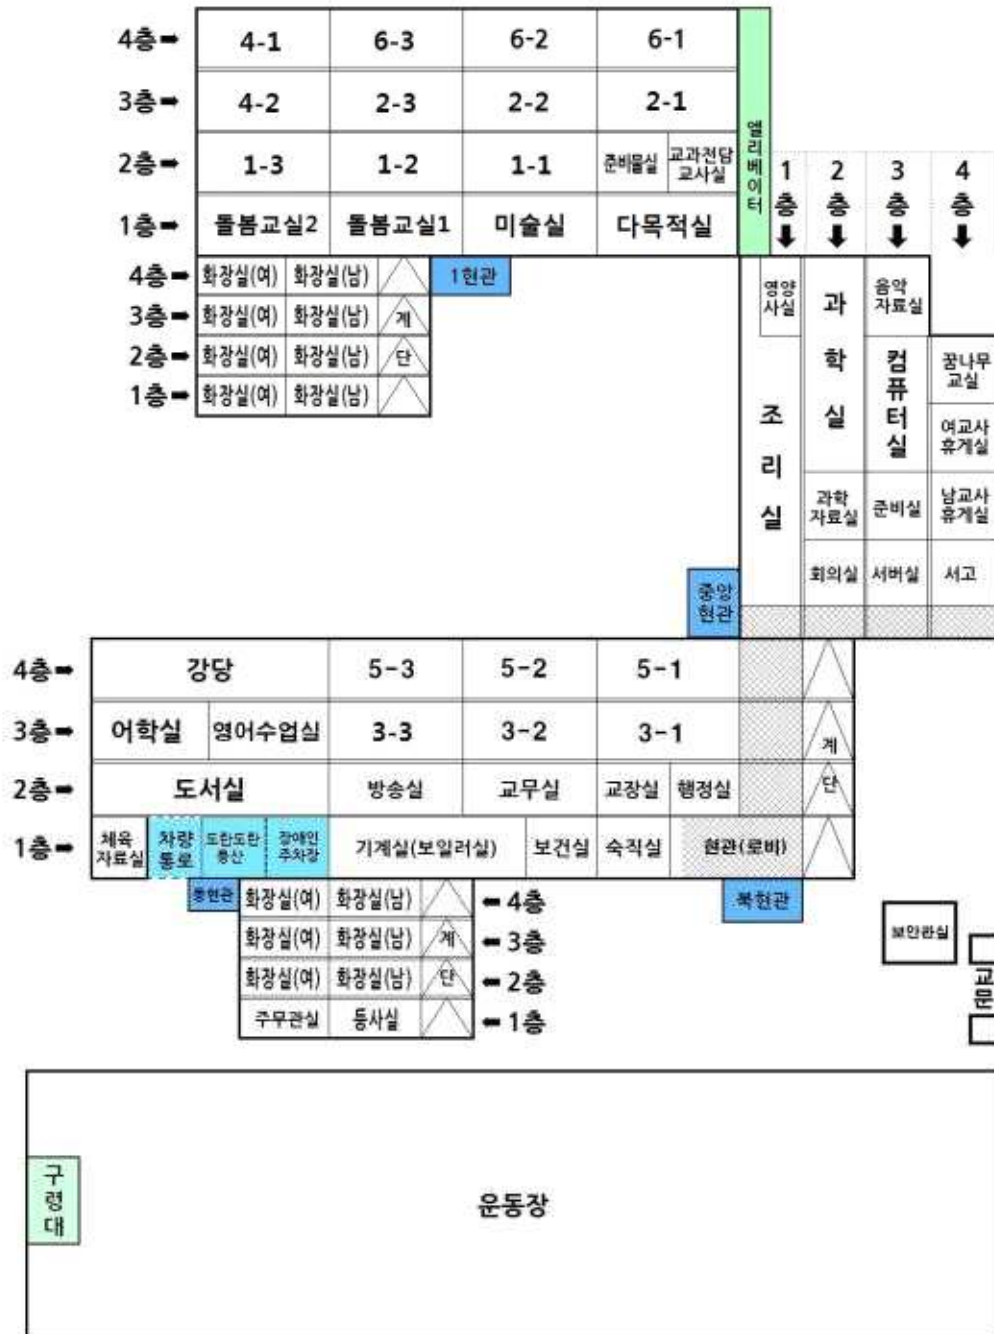 4층➡ 4-1 6-3 6-2 6-1
3층➡ 4-2 2-3 2-2 2-1
2층➡ 1-3 1-2 1-1 준비물실 교과전담
교사실
1층➡ 돌봄교실2 돌봄교실1 미술실 다목적실
엘리베이터
1층⬇ 2층⬇ 3층⬇ 4층⬇
4층➡ 화장실(여) 화장실(남)
3층➡ 화장실(여) 화장실(남) 계
2층➡ 화장실(여) 화장실(남) 단
1층➡ 화장실(여) 화장실(남)
1현관
영양
사실
조리실
과학실
과학
자료실
회의실
음악
자료실
컴퓨터실
준비실
서버실
꿈나무
교실
여교사
휴게실
남교사
휴게실
서고
중앙
현관
4층➡ 강당 5-3 5-2 5-1
3층➡ 어학실 영어수업실 3-3 3-2 3-1 계
2층➡ 도서실 방송실 교무실 교장실 행정실 단
1층➡ 체육
자료실
차량
통로
도란도란
동산
장애인
주차장
기계실(보일러실) 보건실 숙직실 현관(로비)
북현관
화장실(여) 화장실(남) ⬅4층
화장실(여) 화장실(남) 계 ⬅3층
화장실(여) 화장실(남) 단 ⬅2층
주무관실 등사실 ⬅1층
보안관실
교문
구령대
운동장